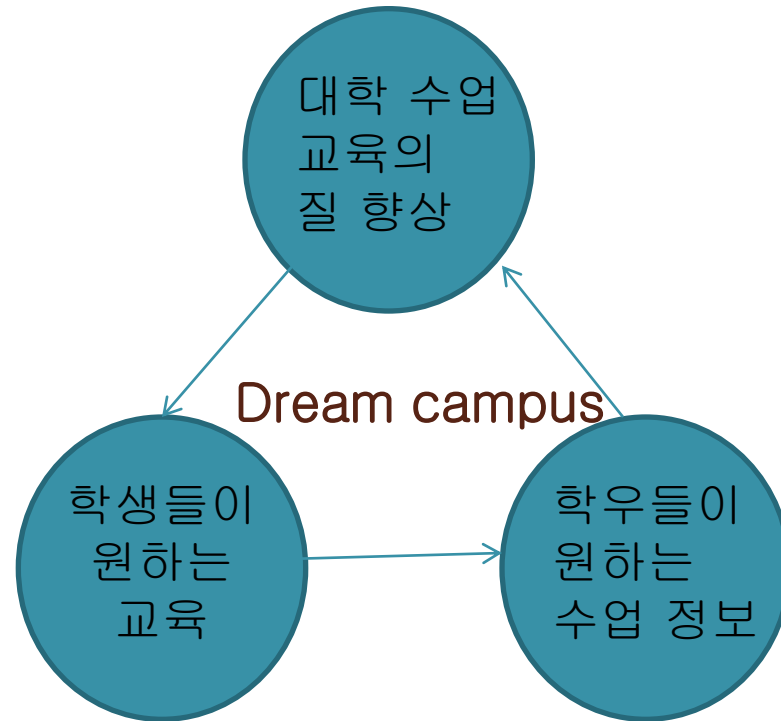 대학 수업
교육의
질 향상
Dream campus
학생들이
원하는
교육
학우들이
원하는
수업 정보